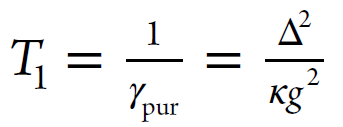 T₁ = 1/γ_pur = Δ²/κg²